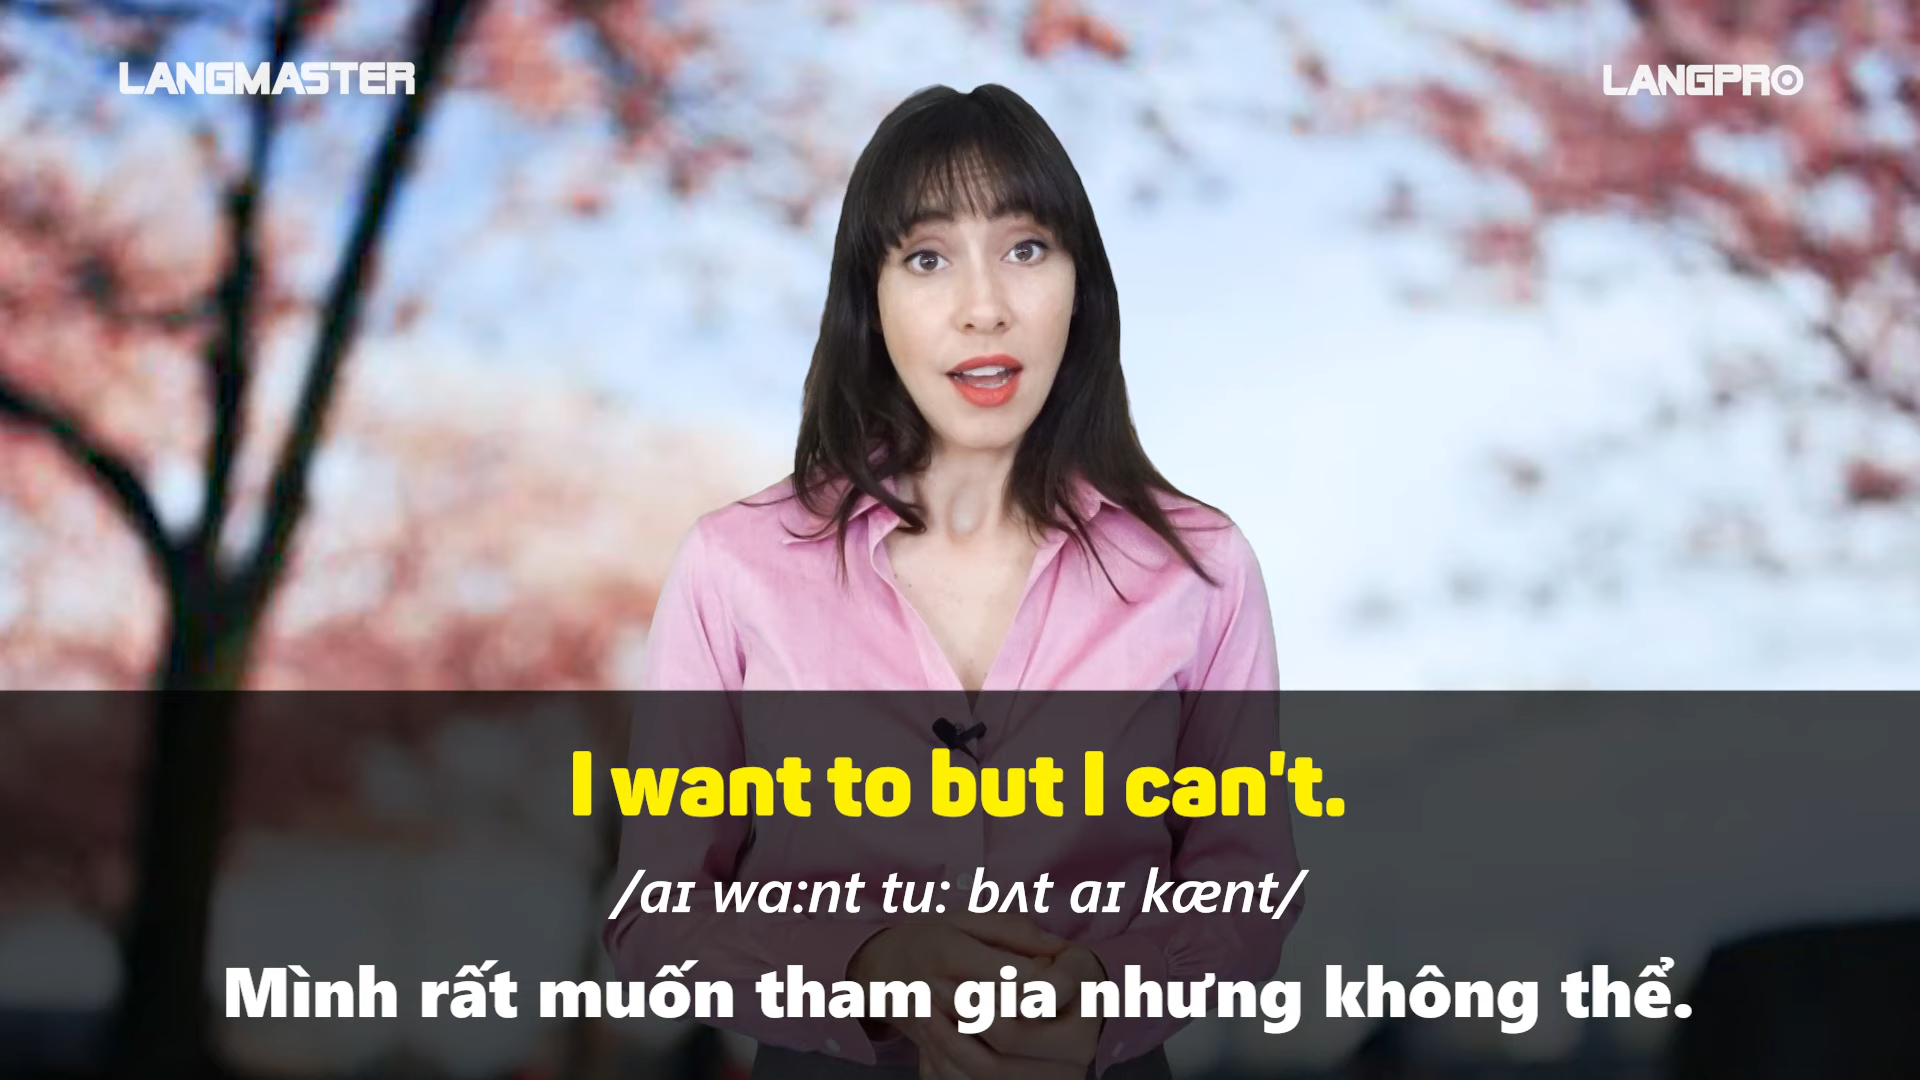 LANGMASTER
LANGPRO
I want to but I can't.
/aɪ wɑ:nt tu: bʌt aɪ kænt/
Mình rất muốn tham gia nhưng không thể.